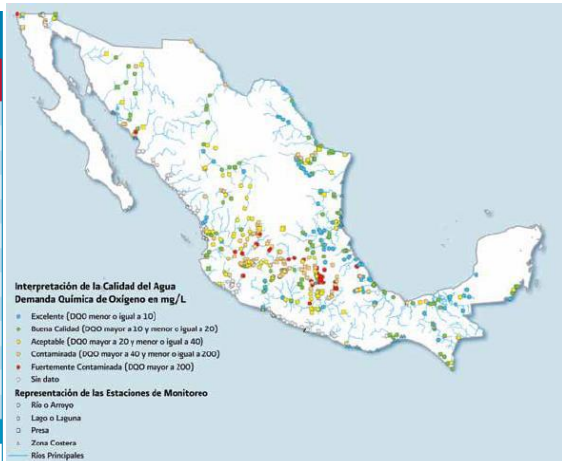 Interpretación de la Calidad del Agua
Demanda Química de Oxígeno en mg/L
Excelente (DQO menor o igual a 10)
Buena Calidad (DQO mayor a 10 y menor o igual a 20)
Aceptable (DQO mayor a 20 y menor o igual a 40)
Contaminada (DQO mayor a 40 y menor o igual a 200)
Fuertemente Contaminada (DQO mayor a 200)
Sin dato
Representación de las Estaciones de Monitoreo
Río o Arroyo
Lago o Laguna
Presa
Zona Costera
Ríos Principales